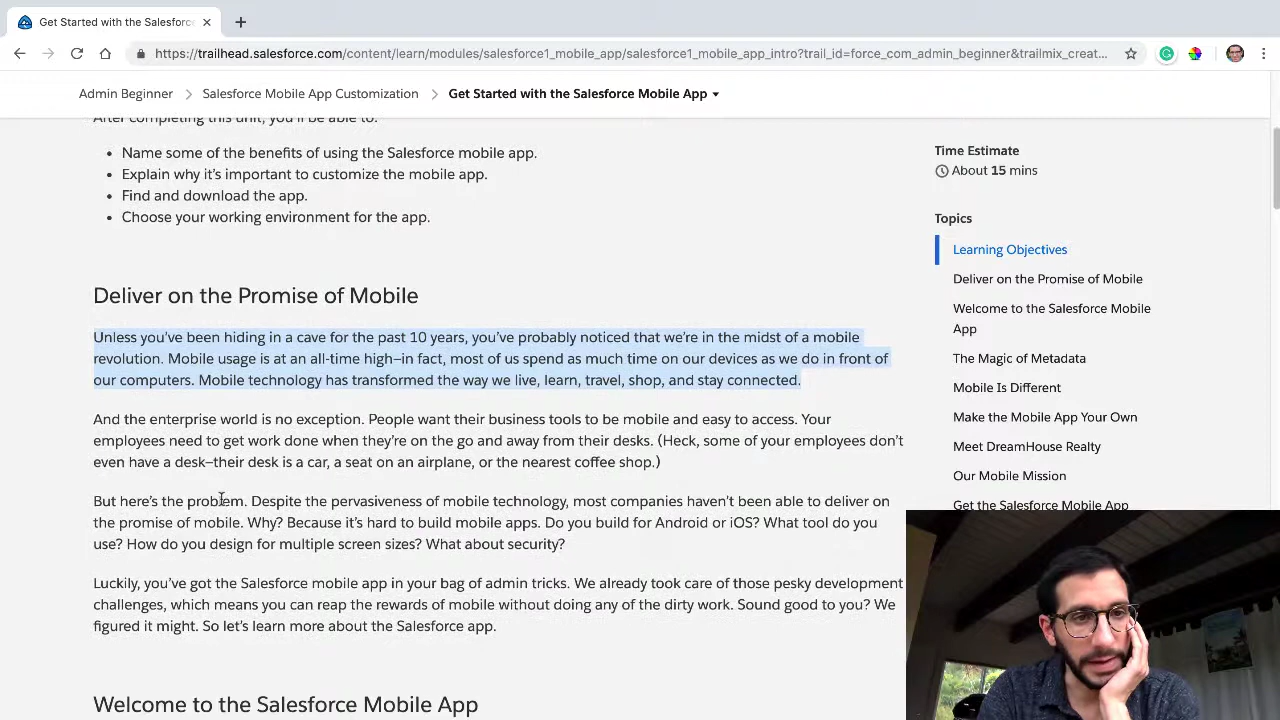 Get Started with the Salesforce
https://trailhead.salesforce.com/content/learn/modules/salesforce1_mobile_app/salesforce1_mobile_app_intro?trail_id=force_com_admin_beginner&trailmix_creat...
Admin Beginner
Salesforce Mobile App Customization
Get Started with the Salesforce Mobile App
After completing this unit, you'll be able to:
• Name some of the benefits of using the Salesforce mobile app.
• Explain why it's important to customize the mobile app.
• Find and download the app.
• Choose your working environment for the app.
Deliver on the Promise of Mobile
Unless you've been hiding in a cave for the past 10 years, you've probably noticed that we're in the midst of a mobile
revolution. Mobile usage is at an all-time high—in fact, most of us spend as much time on our devices as we do in front of
our computers. Mobile technology has transformed the way we live, learn, travel, shop, and stay connected.
And the enterprise world is no exception. People want their business tools to be mobile and easy to access. Your
employees need to get work done when they're on the go and away from their desks. (Heck, some of your employees don't
even have a desk—their desk is a car, a seat on an airplane, or the nearest coffee shop.)
But here's the problem. Despite the pervasiveness of mobile technology, most companies haven't been able to deliver on
the promise of mobile. Why? Because it's hard to build mobile apps. Do you build for Android or iOS? What tool do you
use? How do you design for multiple screen sizes? What about security?
Luckily, you've got the Salesforce mobile app in your bag of admin tricks. We already took care of those pesky development
challenges, which means you can reap the rewards of mobile without doing any of the dirty work. Sound good to you? We
figured it might. So let's learn more about the Salesforce app.
Welcome to the Salesforce Mobile App
Time Estimate
About 15 mins
Topics
Learning Objectives
Deliver on the Promise of Mobile
Welcome to the Salesforce Mobile
App
The Magic of Metadata
Mobile Is Different
Make the Mobile App Your Own
Meet DreamHouse Realty
Our Mobile Mission
Get the Salesforce Mobile App